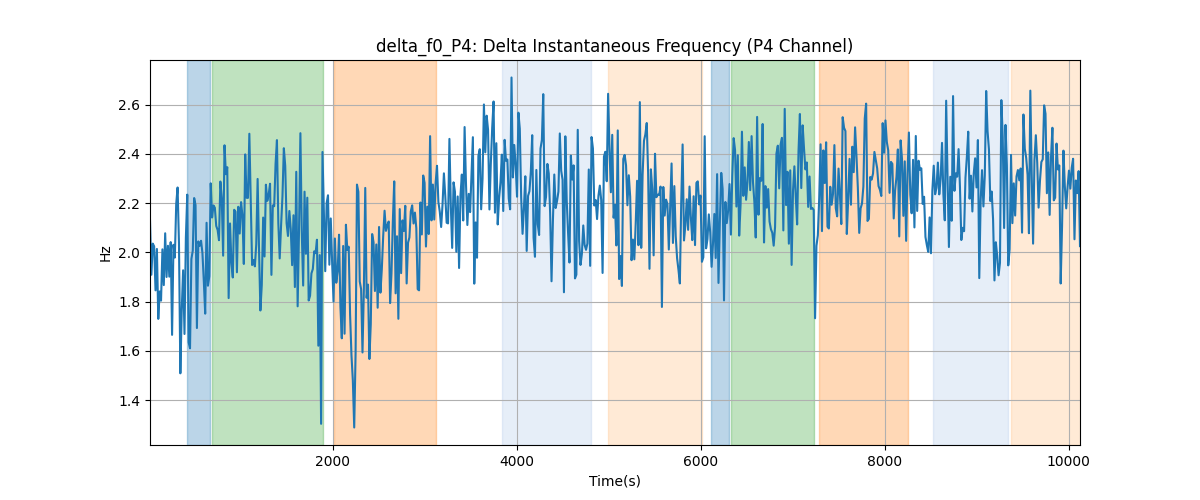 delta_f0_P4: Delta Instantaneous Frequency (P4 Channel)
Hz
2.6
2.4
2.2
2.0
1.8
1.6
1.4
2000 4000 6000 8000 10000
Time(s)